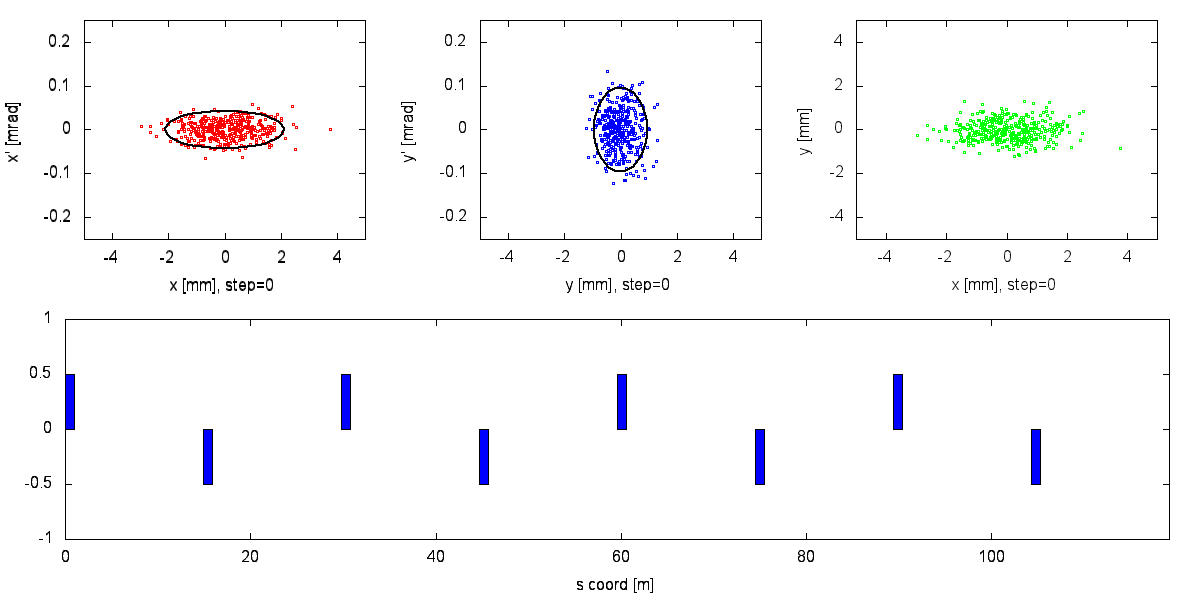 0.2
0.1
0
-0.1
-0.2
x' [mrad]
-4 -2 0 2 4
x [mm], step=0
0.2
0.1
0
-0.1
-0.2
y' [mrad]
-4 -2 0 2 4
y [mm], step=0
4
2
0
-2
-4
y [mm]
-4 -2 0 2 4
x [mm], step=0
1
0.5
0
-0.5
-1
0 20 40 60 80 100
s coord [m]